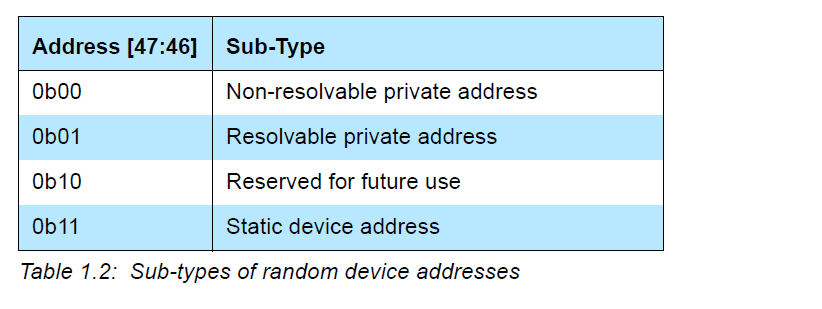 Address [47:46] Sub-Type
0b00 Non-resolvable private address
0b01 Resolvable private address
0b10 Reserved for future use
0b11 Static device address
Table 1.2: Sub-types of random device addresses